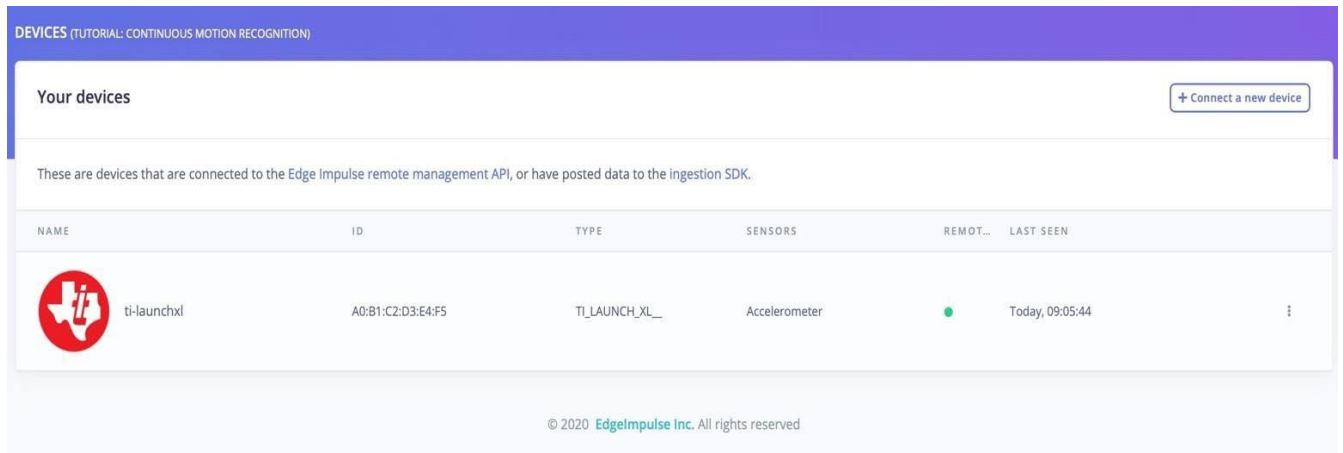 DEVICES (TUTORIAL: CONTINUOUS MOTION RECOGNITION)
Your devices
+ Connect a new device
These are devices that are connected to the Edge Impulse remote management API, or have posted data to the ingestion SDK.
NAME ID TYPE SENSORS REMOT... LAST SEEN
ti-launchxl A0:B1:C2:D3:E4:F5 TI_LAUNCH_XL__ Accelerometer Today, 09:05:44
© 2020 EdgeImpulse Inc. All rights reserved